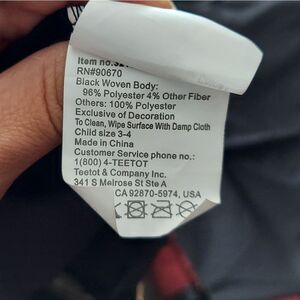 Item no.
RN#90670
Black Woven Body:
96% Polyester 4% Other Fiber
Others: 100% Polyester
Exclusive of Decoration
To Clean, Wipe Surface With Damp Cloth
Child size 3-4
Made in China
Customer Service phone no.:
1(800) 4-TEETOT
Teetot & Company Inc.
341 S Melrose St Ste A
CA 92870-5974, USA